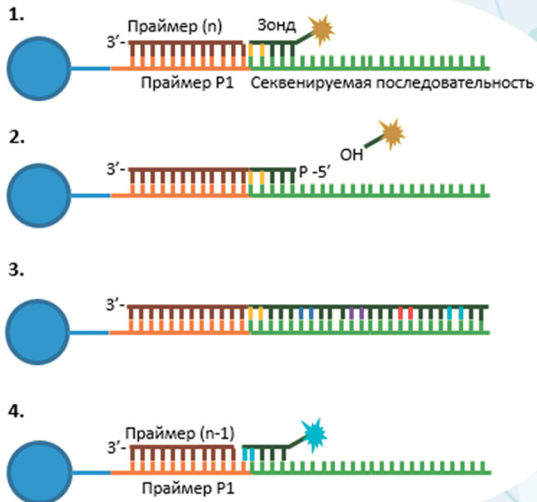 1.
Праймер (n) Зонд
3’-
Праймер P1 Секвенируемая последовательность
2.
OH
3’- P -5’
3.
3’-
4.
Праймер (n-1)
3’-
Праймер P1